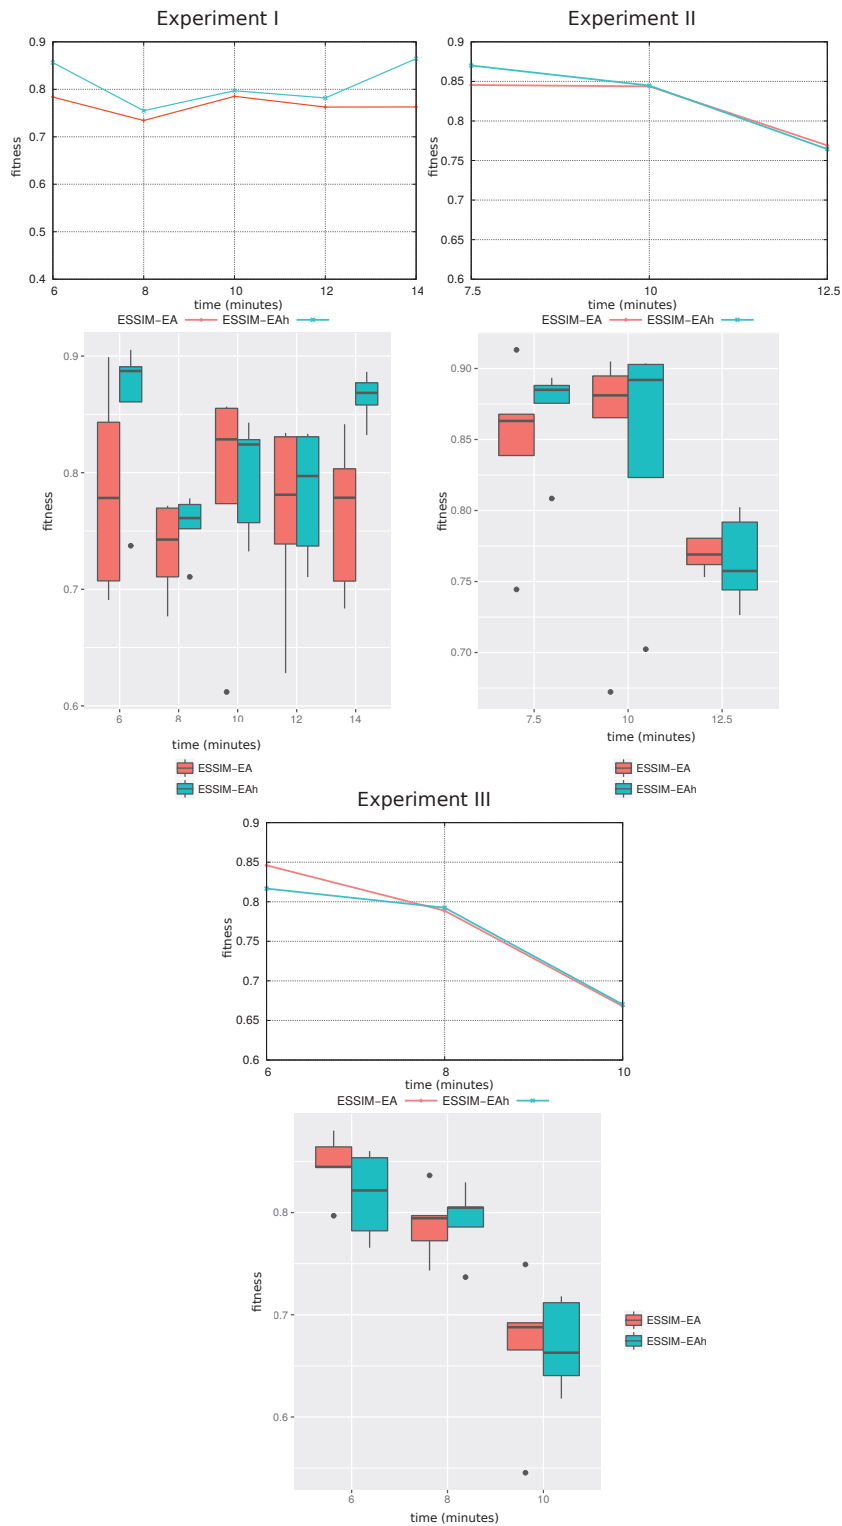 Experiment I
0.9
0.8
0.7
0.6
0.5
0.4
fitness
6
8
10
12
14
time (minutes)
ESSIM−EA
ESSIM−EAh
0.9
0.8
0.7
0.6
fitness
6
8
10
12
14
time (minutes)
ESSIM−EA
ESSIM−EAh
Experiment II
0.9
0.85
0.8
0.75
0.7
0.65
0.6
fitness
7.5
10
12.5
time (minutes)
ESSIM−EA
ESSIM−EAh
0.90
0.85
0.80
0.75
0.70
fitness
7.5
10
12.5
time (minutes)
ESSIM−EA
ESSIM−EAh
Experiment III
0.9
0.85
0.8
0.75
0.7
0.65
0.6
fitness
6
8
10
time (minutes)
ESSIM−EA
ESSIM−EAh
0.8
0.7
0.6
fitness
6
8
10
time (minutes)
ESSIM−EA
ESSIM−EAh